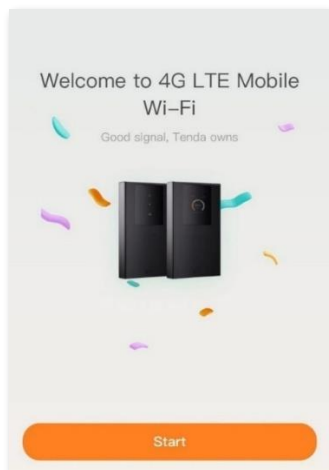 Welcome to 4G LTE Mobile
Wi-Fi
Good signal, Tenda owns
Start